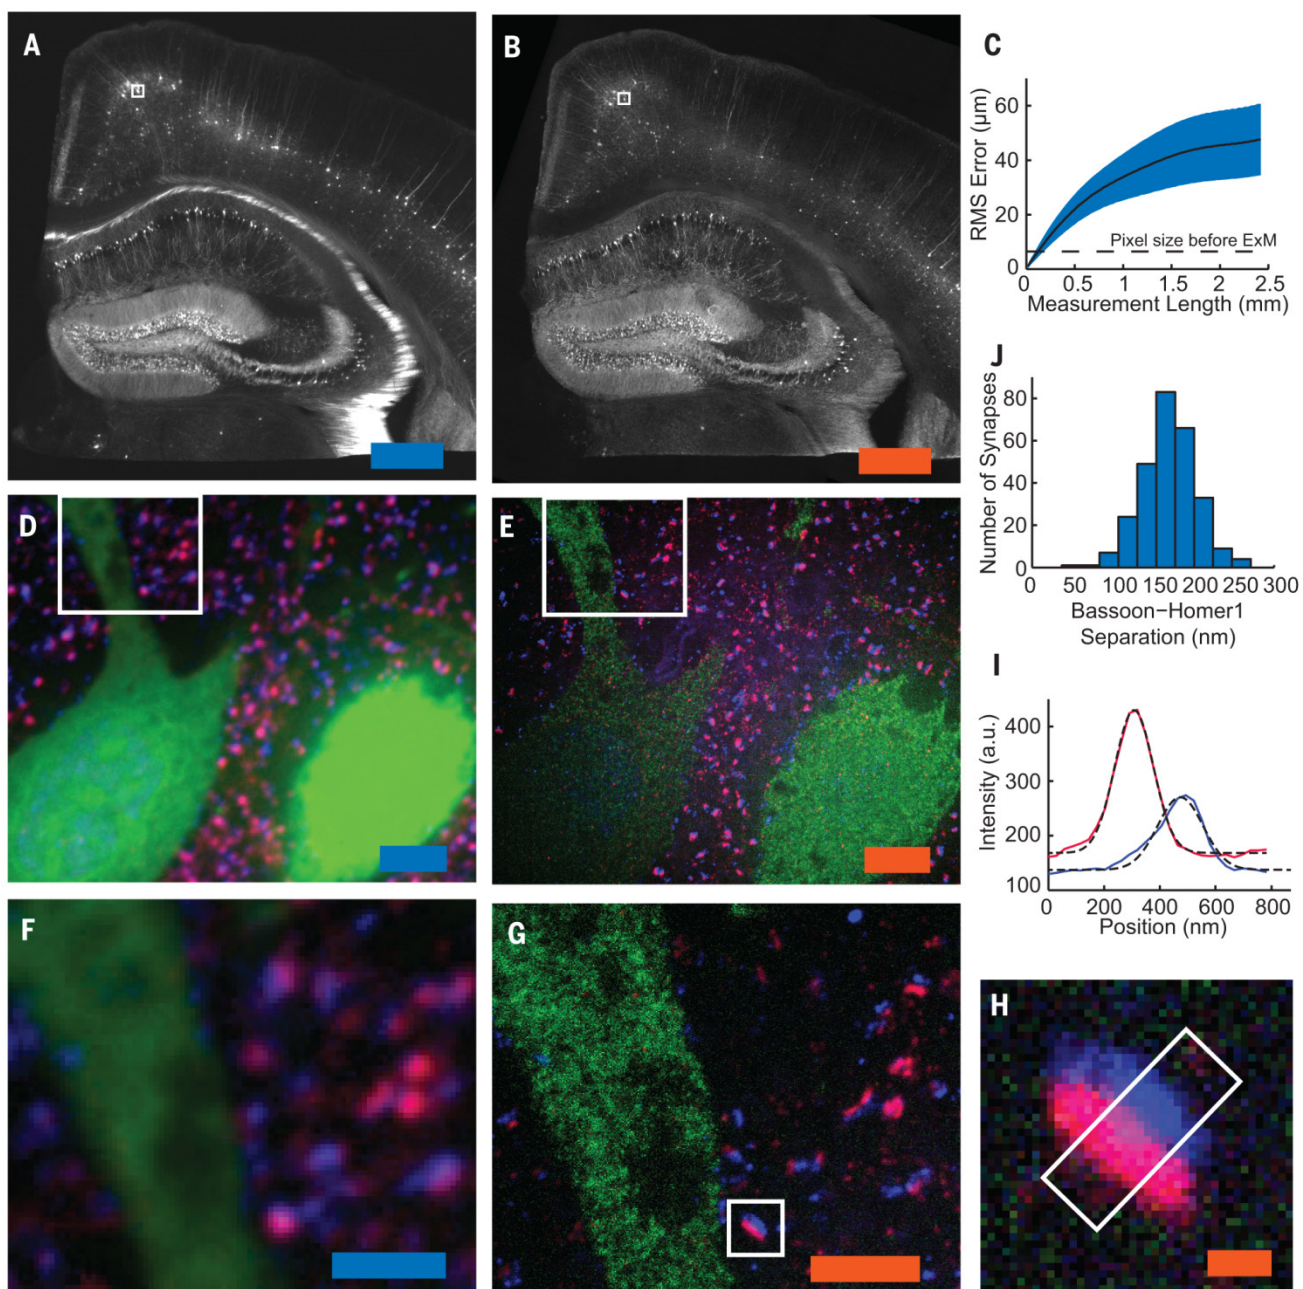 A
B
C
RMS Error (μm)
60
40
20
0
Pixel size before ExM
0.5
1
1.5
2
2.5
Measurement Length (mm)
J
Number of Synapses
80
60
40
20
0
0
50
100
150
200
250
300
Bassoon−Homer1
Separation (nm)
D
E
I
Intensity (a.u.)
400
300
200
100
0
200
400
600
800
Position (nm)
F
G
H